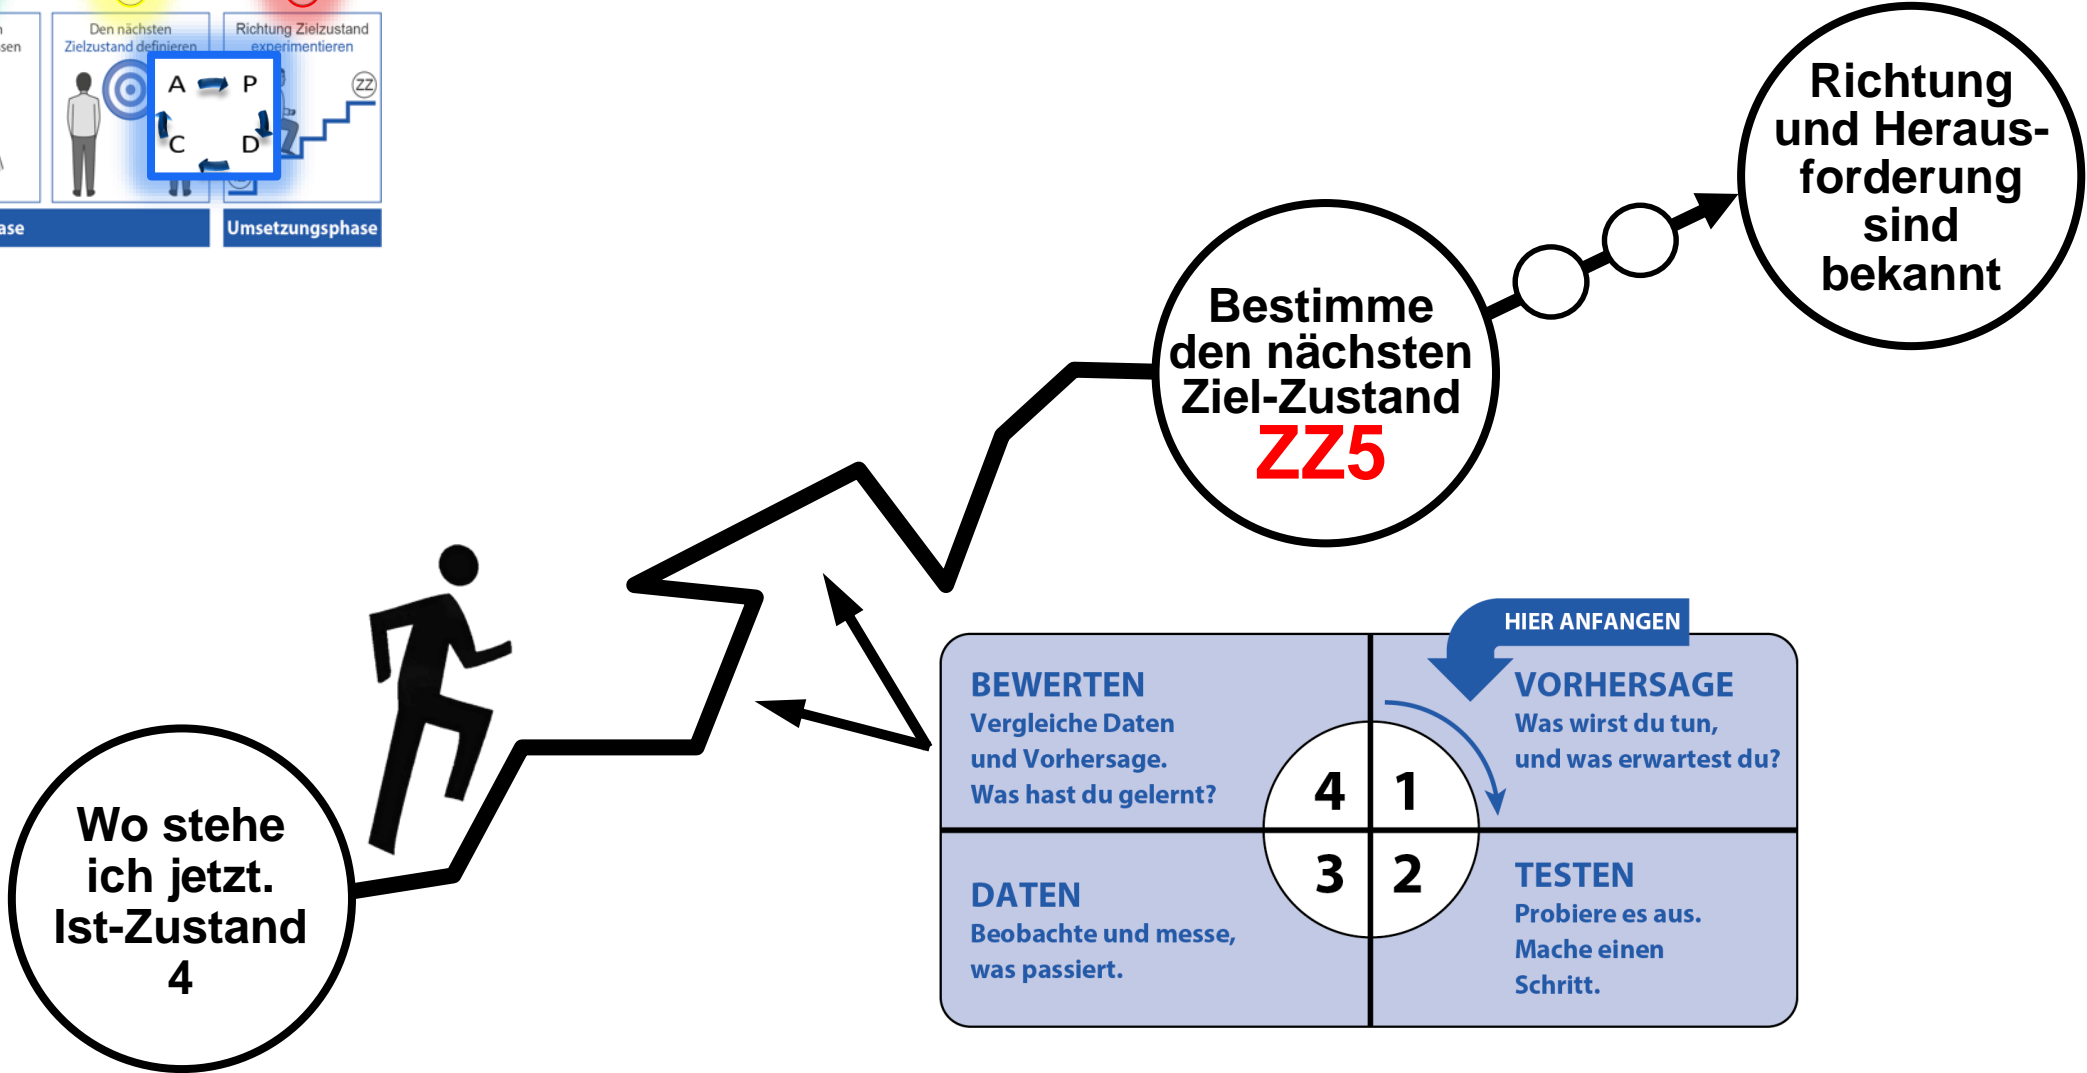 Den nächsten
Zielzustand definieren
Richtung Zielzustand
experimentieren
A P
C D
ZZ
Umsetzungsphase
Richtung
und Heraus-
forderung
sind
bekannt
Bestimme
den nächsten
Ziel-Zustand
ZZ5
Wo stehe
ich jetzt.
Ist-Zustand
4
HIER ANFANGEN
BEWERTEN
Vergleiche Daten
und Vorhersage.
Was hast du gelernt?
VORHERSAGE
Was wirst du tun,
und was erwartest du?
4 1
3 2
DATEN
Beobachte und messe,
was passiert.
TESTEN
Probiere es aus.
Mache einen
Schritt.